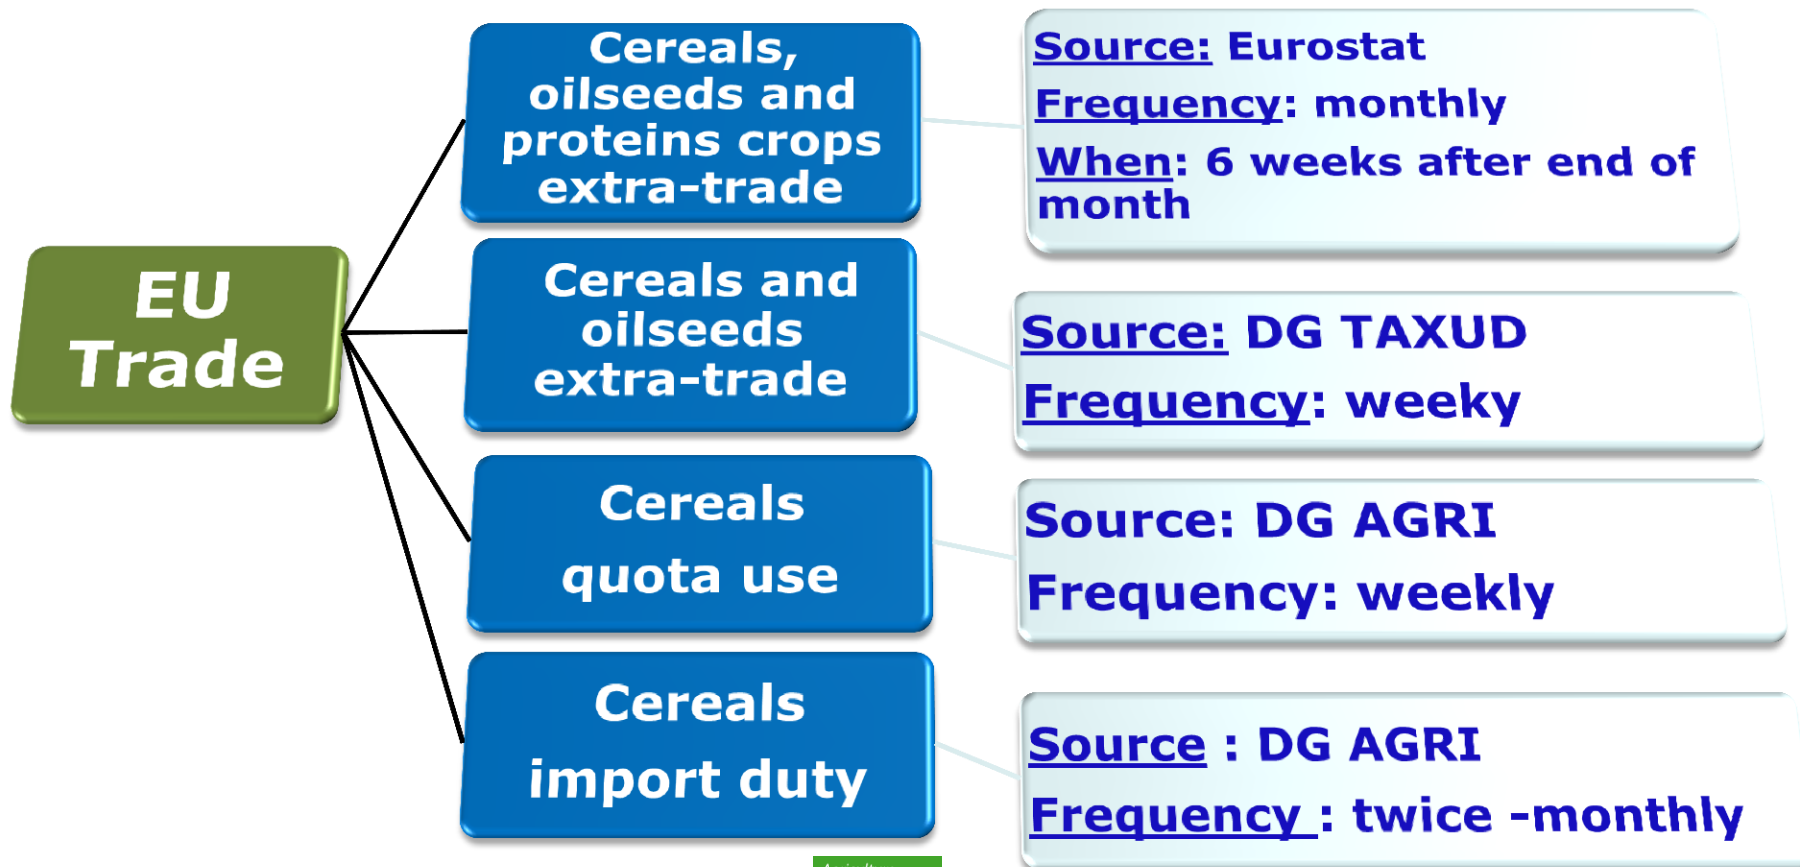 EU
Trade
Cereals,
oilseeds and
proteins crops
extra-trade
Source: Eurostat
Frequency: monthly
When: 6 weeks after end of
month
Cereals and
oilseeds
extra-trade
Source: DG TAXUD
Frequency: weeky
Cereals
quota use
Source: DG AGRI
Frequency: weekly
Cereals
import duty
Source : DG AGRI
Frequency : twice -monthly